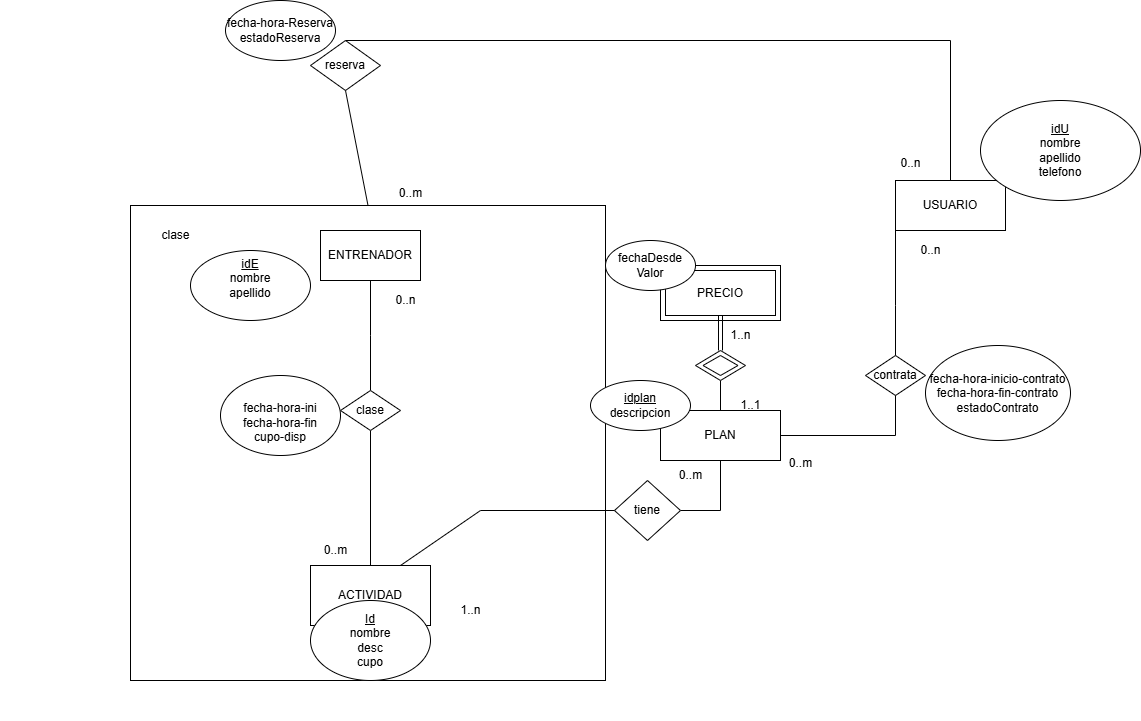 fecha-hora-Reserva
estadoReserva
reserva
idU
nombre
apellido
telefono
0..n
0..m
USUARIO
clase
ENTRENADOR
0..n
idE
nombre
apellido
fechaDesde
Valor
PRECIO
0..n
1..n
contrata
fecha-hora-inicio-contrato
fecha-hora-fin-contrato
estadoContrato
fecha-hora-ini
fecha-hora-fin
cupo-disp
clase
idplan
descripcion
1..1
PLAN
0..m
0..m
tiene
0..m
ACTIVIDAD
1..n
Id
nombre
desc
cupo